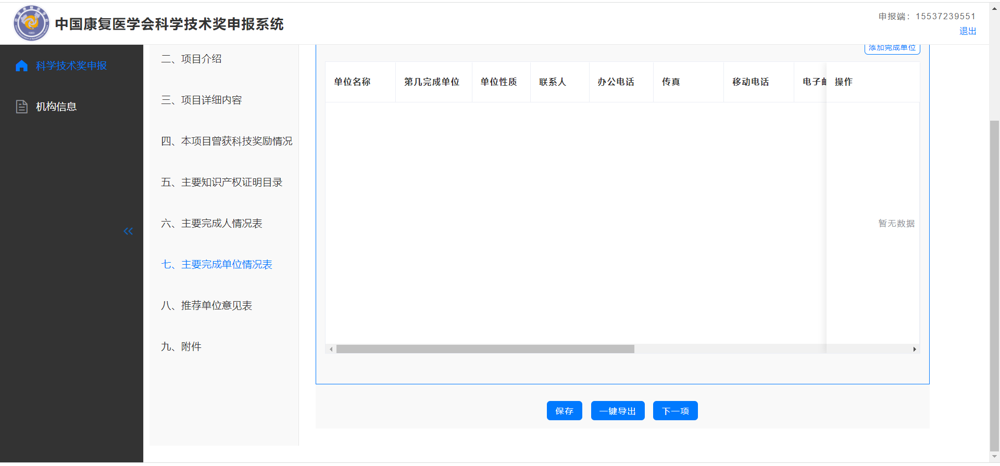 中国康复医学会科学技术奖申报系统
申报端：15537239551
退出
科学技术奖申报
机构信息
二、项目介绍
三、项目详细内容
四、本项目曾获科技奖励情况
五、主要知识产权证明目录
六、主要完成人情况表
七、主要完成单位情况表
八、推荐单位意见表
九、附件
添加完成单位
单位名称 第几完成单位 单位性质 联系人 办公电话 传真 移动电话 电子邮 操作
暂无数据
保存 一键导出 下一项